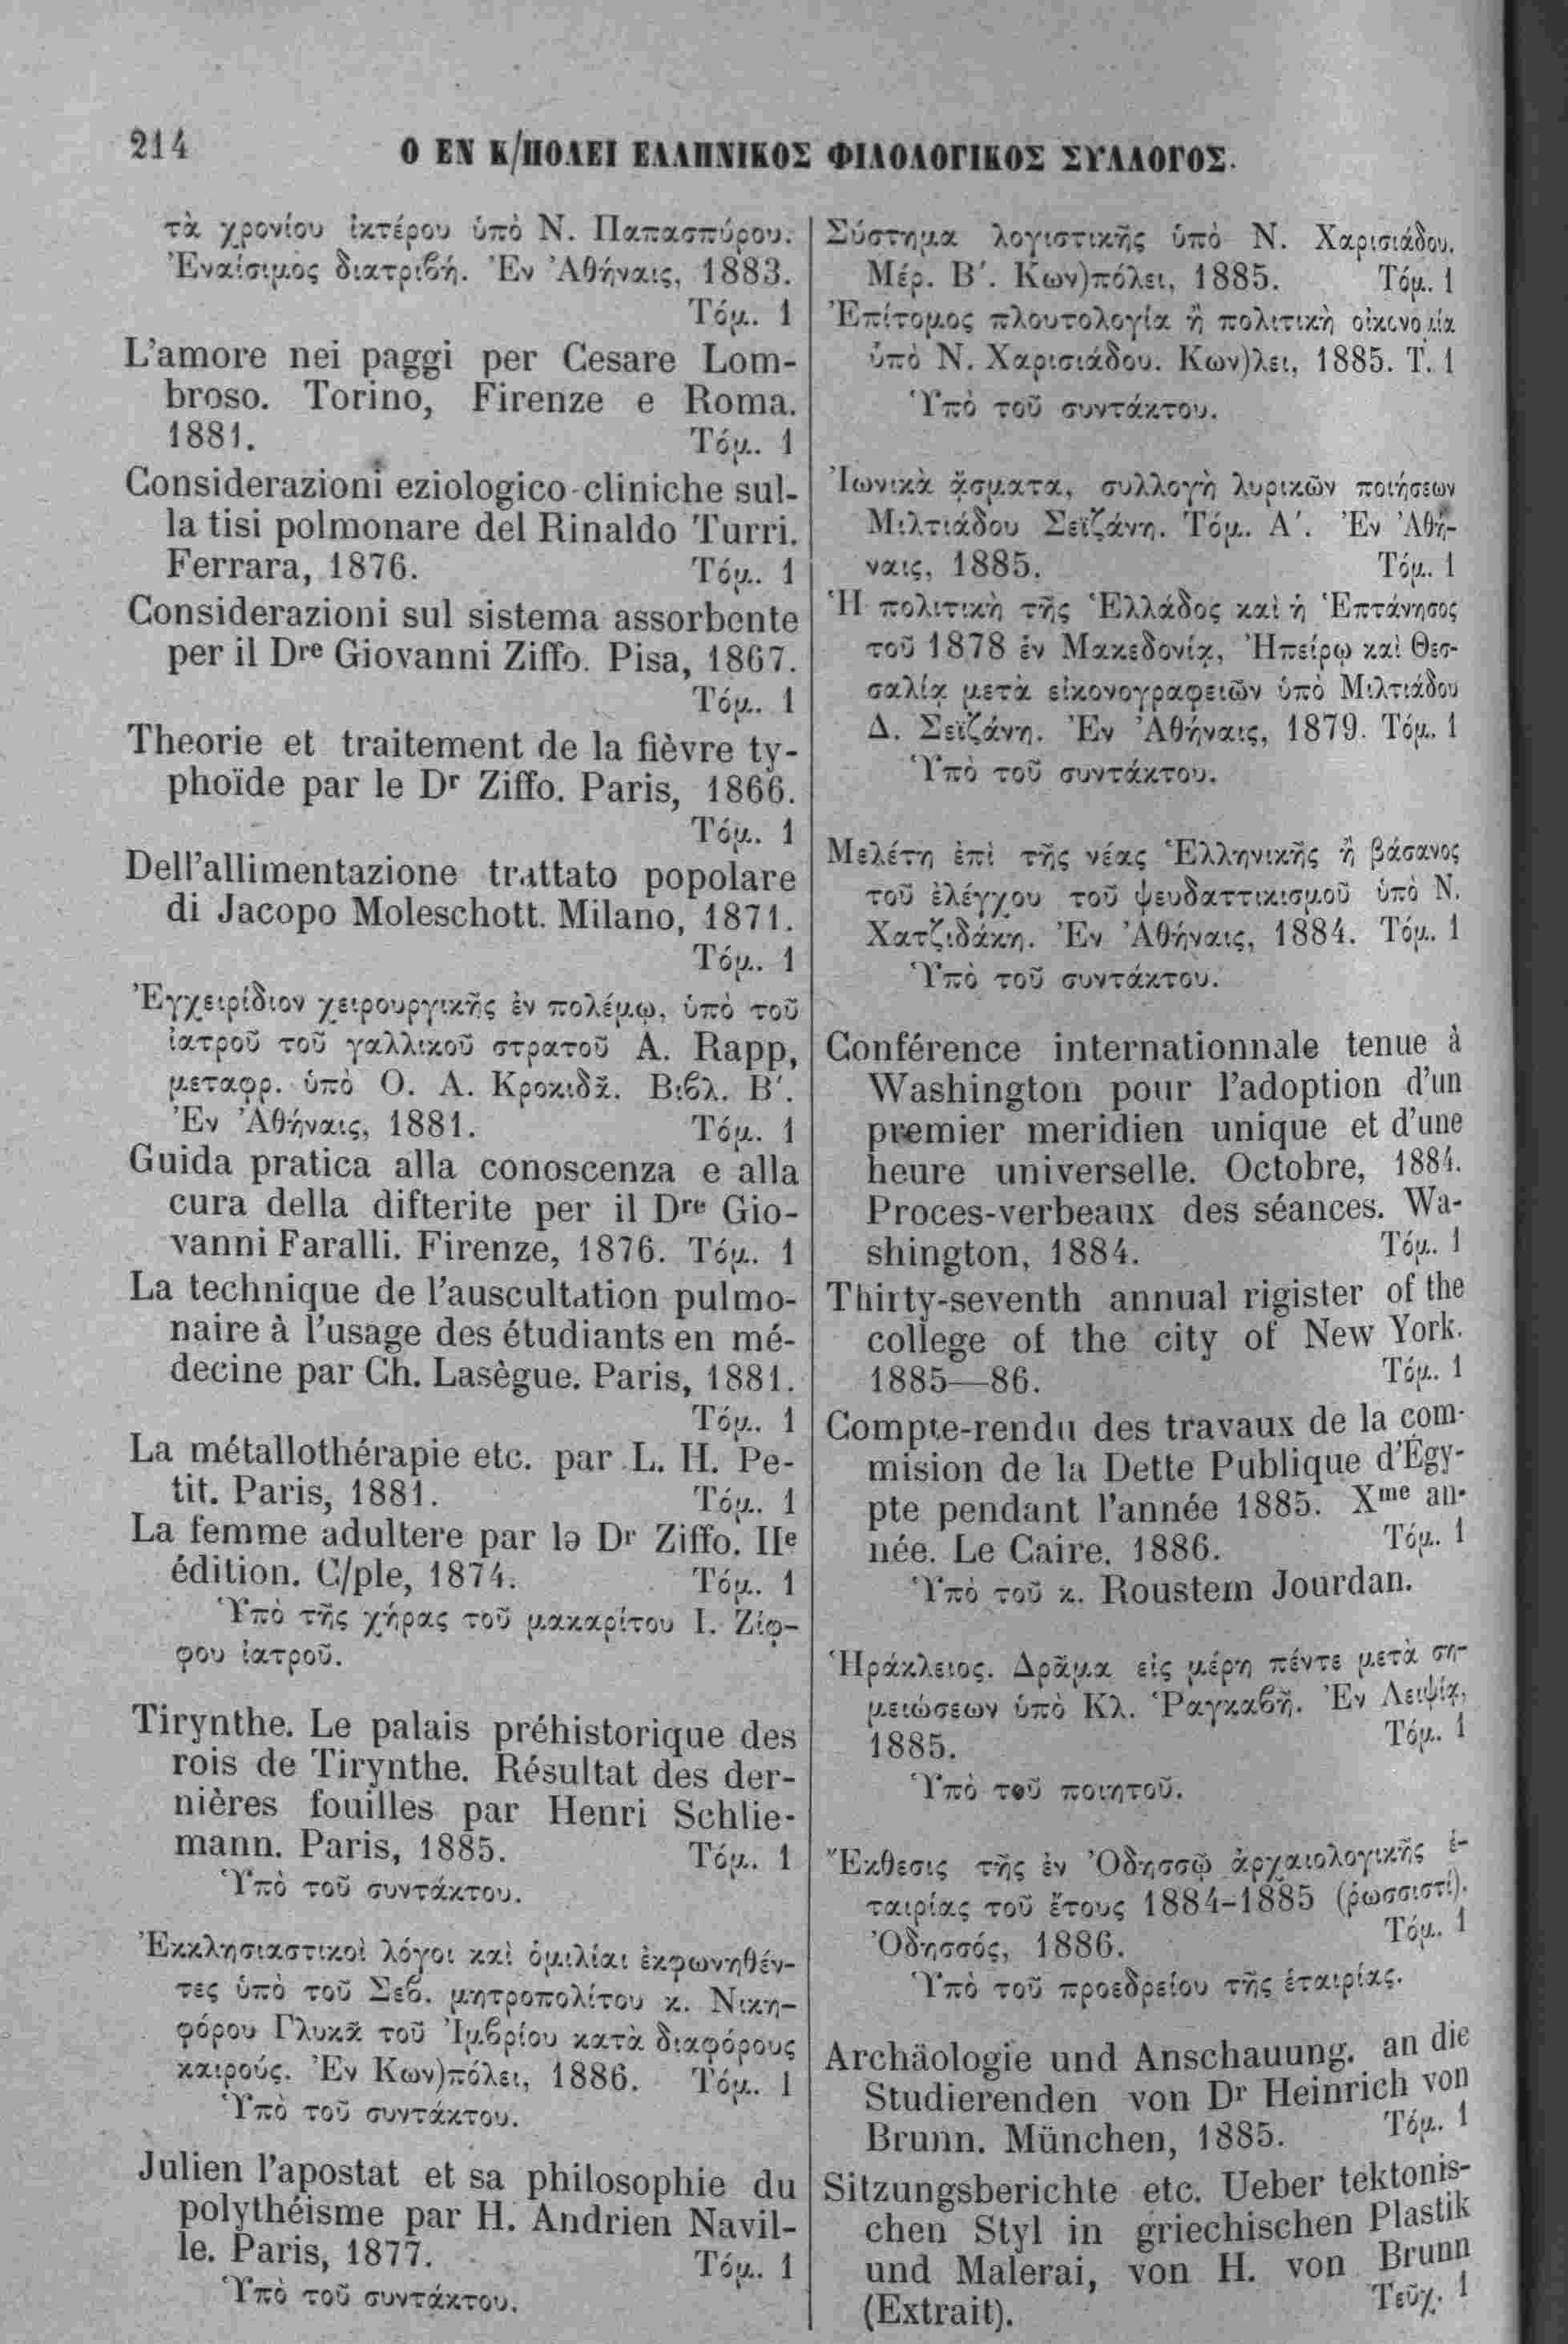 214
Ο ΕΝ Κ/ΠΟΛΕΙ ΕΛΛΗΝΙΚΟΣ ΦΙΛΟΛΟΓΙΚΟΣ ΣΥΛΛΟΓΟΣ.
τὰ χρονίου ἰκτέρου ὑπὸ Ν. Παπασπύρου.
Ἐναίσιμος διατριβή. Ἐν Ἀθήναις, 1883.
Τόμ. 1
L'amore nei paggi per Cesare Lom-
broso. Torino, Firenze e Roma.
1881. Τόμ. 1
Considerazioni eziologico-cliniche sul-
la tisi polmonare del Rinaldo Turri.
Ferrara, 1876. Τόμ. 1
Considerazioni sul sistema assorbente
per il Dre Giovanni Ziffo. Pisa, 1867.
Τόμ. 1
Theorie et traitement de la fièvre ty-
phoïde par le Dr Ziffo. Paris, 1866.
Τόμ. 1
Dell'allimentazione trattato popolare
di Jacopo Moleschott. Milano, 1871.
Τόμ. 1
Ἐγχειρίδιον χειρουργικῆς ἐν πολέμῳ, ὑπὸ τοῦ
ἰατροῦ τοῦ γαλλικοῦ στρατοῦ A. Rapp,
μεταφρ. ὑπὸ Ο. Α. Κροκιδᾶ. Βιβλ. Β΄.
Ἐν Ἀθήναις, 1881. Τόμ. 1
Guida pratica alla conoscenza e alla
cura della difterite per il Dre Gio-
vanni Faralli. Firenze, 1876. Τόμ. 1
La technique de l'auscultation pulmo-
naire à l'usage des étudiants en mé-
decine par Ch. Lasègue. Paris, 1881.
Τόμ. 1
La métallothérapie etc. par L. H. Pe-
tit. Paris, 1881. Τόμ. 1
La femme adultere par le Dr Ziffo. IIe
édition. C/ple, 1874. Τόμ. 1
Ὑπὸ τῆς χήρας τοῦ μακαρίτου Ι. Ζίφ-
φου ἰατροῦ.
Tirynthe. Le palais préhistorique des
rois de Tirynthe. Résultat des der-
nières fouilles par Henri Schlie-
mann. Paris, 1885. Τόμ. 1
Ὑπὸ τοῦ συντάκτου.
Ἐκκλησιαστικοὶ λόγοι καὶ ὁμιλίαι ἐκφωνηθέν-
τες ὑπὸ τοῦ Σεβ. μητροπολίτου κ. Νικη-
φόρου Γλυκᾶ τοῦ Ἰμβρίου κατὰ διαφόρους
καιρούς. Ἐν Κων)πόλει, 1886. Τόμ. 1
Ὑπὸ τοῦ συντάκτου.
Julien l'apostat et sa philosophie du
polythéisme par H. Andrien Navil-
le. Paris, 1877. Τόμ. 1
Ὑπὸ τοῦ συντάκτου.
Σύστημα λογιστικῆς ὑπὸ Ν. Χαρισιάδου.
Μέρ. Β΄. Κων)πόλει, 1885. Τόμ. 1
Ἐπίτομος πλουτολογία ἢ πολιτικὴ οἰκονομία
ὑπὸ Ν. Χαρισιάδου. Κων)λει, 1885. Τ. 1
Ὑπὸ τοῦ συντάκτου.
Ἰωνικὰ ᾄσματα, συλλογὴ λυρικῶν ποιήσεων
Μιλτιάδου Σεϊζάνη. Τόμ. Α΄. Ἐν Ἀθή-
ναις, 1885. Τόμ. 1
Ἡ πολιτικὴ τῆς Ἑλλάδος καὶ ἡ Ἑπτάνησος
τοῦ 1878 ἐν Μακεδονίᾳ, Ἠπείρῳ καὶ Θεσ-
σαλίᾳ μετὰ εἰκονογραφειῶν ὑπὸ Μιλτιάδου
Δ. Σεϊζάνη. Ἐν Ἀθήναις, 1879. Τόμ. 1
Ὑπὸ τοῦ συντάκτου.
Μελέτη ἐπὶ τῆς νέας Ἑλληνικῆς ἢ βάσανος
τοῦ ἐλέγχου τοῦ ψευδαττικισμοῦ ὑπὸ Ν.
Χατζιδάκη. Ἐν Ἀθήναις, 1884. Τόμ. 1
Ὑπὸ τοῦ συντάκτου.
Conférence internationnale tenue à
Washington pour l'adoption d'un
premier meridien unique et d'une
heure universelle. Octobre, 1884.
Proces-verbeaux des séances. Wa-
shington, 1884. Τόμ. 1
Thirty-seventh annual rigister of the
college of the city of New York.
1885—86. Τόμ. 1
Compte-rendu des travaux de la com-
mision de la Dette Publique d'Egy-
pte pendant l'année 1885. Xme an-
née. Le Caire. 1886. Τόμ. 1
Ὑπὸ τοῦ κ. Roustem Jourdan.
Ἡράκλειος. Δρᾶμα εἰς μέρη πέντε μετὰ ση-
μειώσεων ὑπὸ Κλ. Ῥαγκαβῆ. Ἐν Λειψίᾳ,
1885. Τόμ. 1
Ὑπὸ τοῦ ποιητοῦ.
Ἔκθεσις τῆς ἐν Ὀδησσῷ ἀρχαιολογικῆς ἑ-
ταιρίας τοῦ ἔτους 1884-1885 (ῥωσσιστί).
Ὀδησσός, 1886. Τόμ. 1
Ὑπὸ τοῦ προεδρείου τῆς ἑταιρίας.
Archäologie und Anschauung. an die
Studierenden von Dr Heinrich von
Brunn. München, 1885. Τόμ. 1
Sitzungsberichte etc. Ueber tektonis-
chen Styl in griechischen Plastik
und Malerai, von H. von Brunn
(Extrait). Τεῦχ. 1